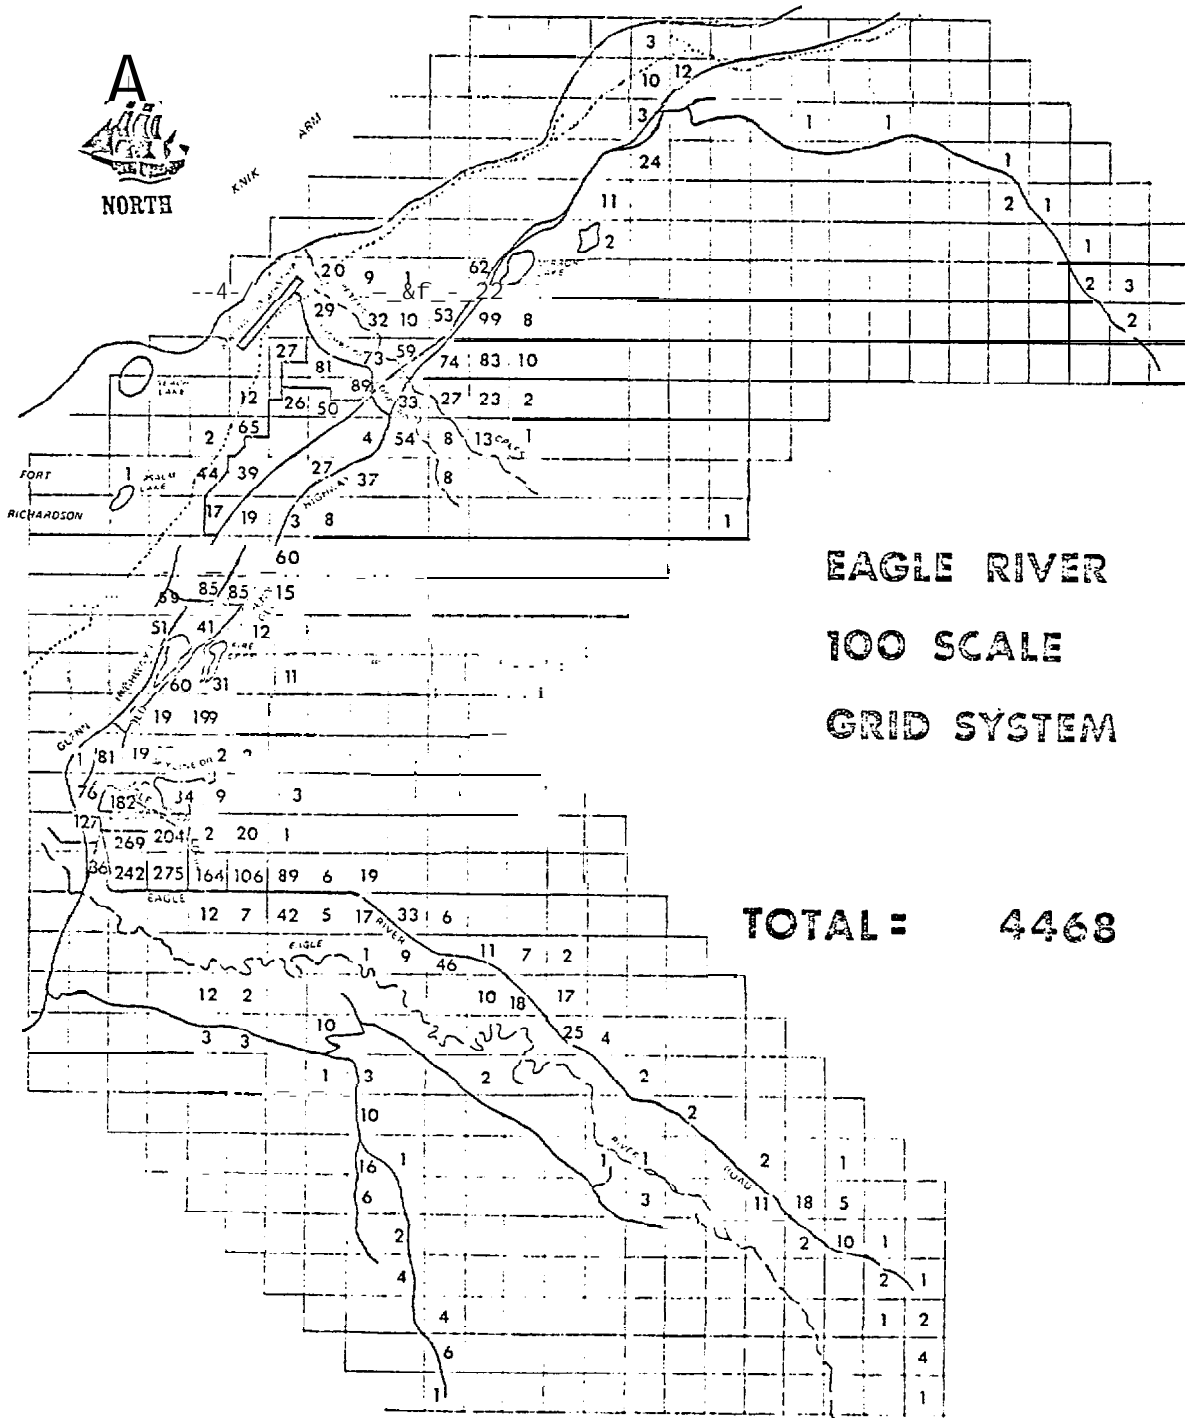 A
NORTH
KNIK ARM
3
10 12
3 1 1
24 1
11 2 1
2 1
20 9 1 62 2 3
--4- 22
29 32 10 53 99 8 2
27 81 73 59 74 83 10
89
12 26 50 33 27 23 2
2 65 4 54 8 13 1
FORT 1 44 39 27 37 8
HIGHWAY
RICHARDSON 17 19 3 8 1
60
EAGLE RIVER
59 85 85 15
51 41 12
100 SCALE
60 31 11
19 199
GRID SYSTEM
GLENN HIGHWAY
1 81 19 2
76 182 34 9 3
127 269 204 2 20 1
36 242 275 164 106 89 6 19
EAGLE
12 7 42 5 17 33 6
RIVER
TOTAL = 4468
EAGLE
1 9 46 11 7 2
12 2 10 18 17
3 3 10 25 4
1 3 2 2
10 2
RIVER
16 1 1 1 2 1
ROAD
6 3 11 18 5
2 2 10 1
4 2 1
4 1 2
6 4
1 1